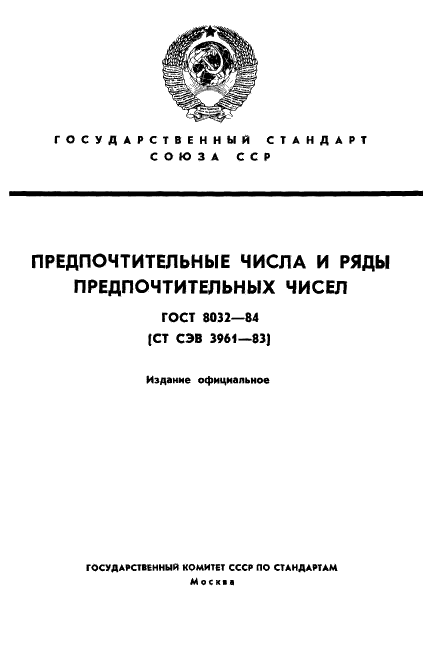 ГОСУДАРСТВЕННЫЙ СТАНДАРТ
СОЮЗА ССР
ПРЕДПОЧТИТЕЛЬНЫЕ ЧИСЛА И РЯДЫ
ПРЕДПОЧТИТЕЛЬНЫХ ЧИСЕЛ
ГОСТ 8032—84
(СТ СЭВ 3961—83)
Издание официальное
ГОСУДАРСТВЕННЫЙ КОМИТЕТ СССР ПО СТАНДАРТАМ
Москва